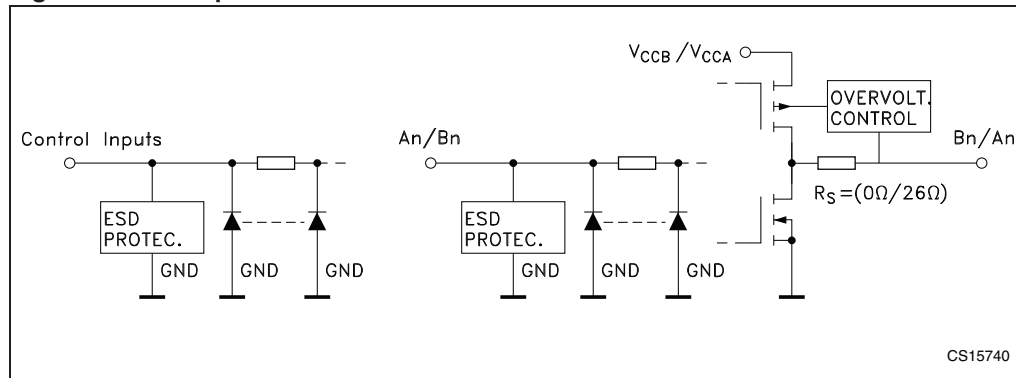 V_CCB/V_CCA
OVERVOLT.
CONTROL
Control Inputs
An/Bn
Bn/An
R_S=(0Ω/26Ω)
ESD
PROTEC.
ESD
PROTEC.
GND
GND
GND
GND
GND
GND
CS15740